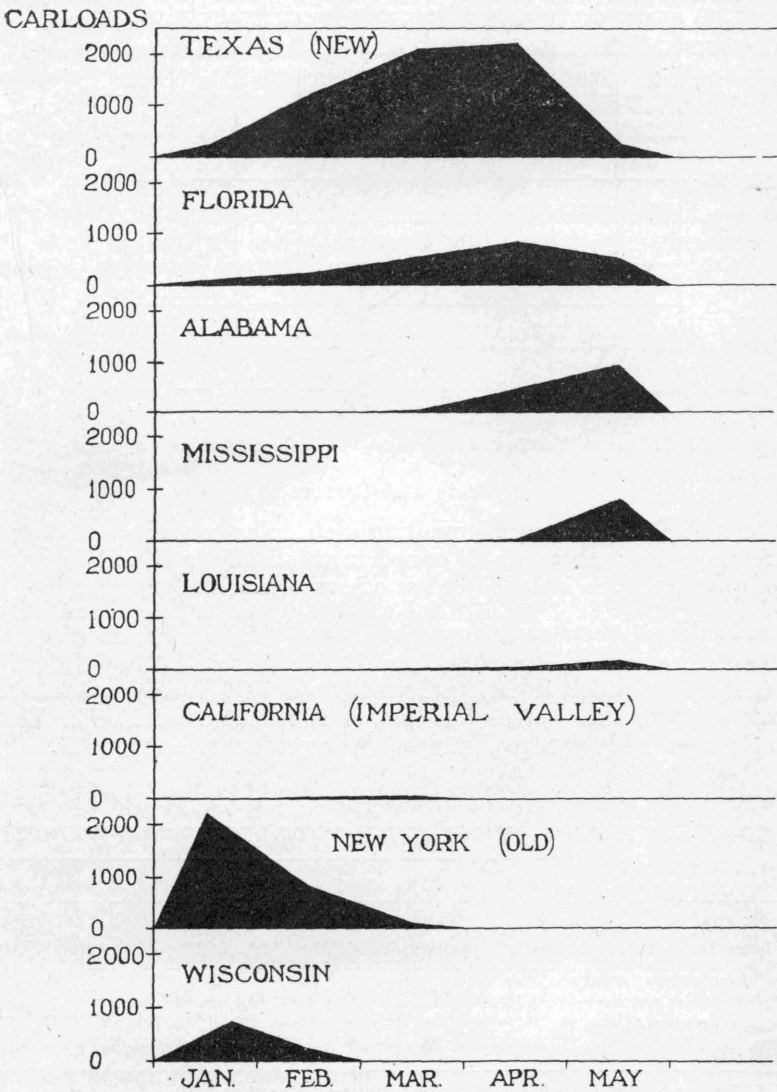 CARLOADS
TEXAS (NEW)
2000
1000
0
FLORIDA
2000
1000
0
ALABAMA
2000
1000
0
MISSISSIPPI
2000
1000
0
LOUISIANA
2000
1000
0
CALIFORNIA (IMPERIAL VALLEY)
2000
1000
0
NEW YORK (OLD)
2000
1000
0
WISCONSIN
2000
1000
0
JAN. FEB. MAR. APR. MAY